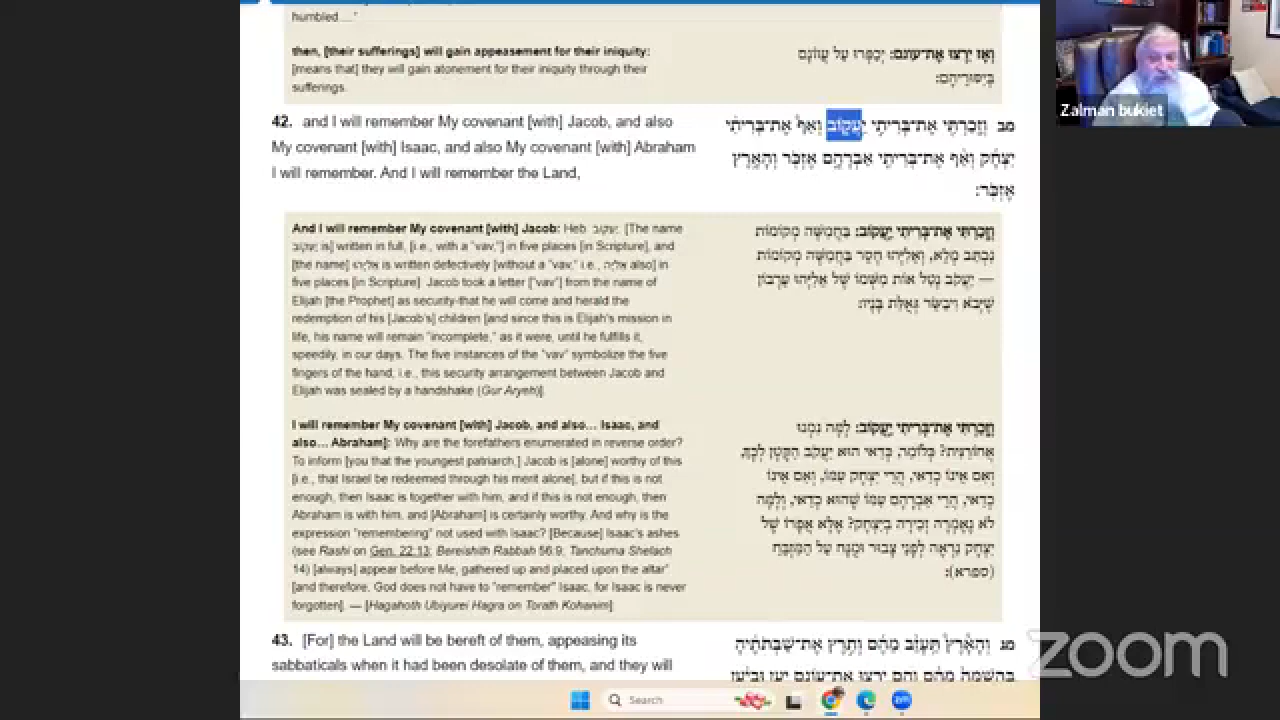 humbled...."
then, [their sufferings] will gain appeasement for their iniquity:
[means that] they will gain atonement for their iniquity through their
sufferings.
וְאָז יִרְצוּ אֶת־עֲוֹנָם: יְכַפְּרוּ עַל עֲוֹנָם
בְּיִסּוּרֵיהֶם:
42. and I will remember My covenant [with] Jacob, and also
My covenant [with] Isaac, and also My covenant [with] Abraham
I will remember. And I will remember the Land,
מב וְזָכַרְתִּי אֶת־בְּרִיתִי יַעֲקוֹב וְאַף אֶת־בְּרִיתִי
יִצְחָק וְאַף אֶת־בְּרִיתִי אַבְרָהָם אֶזְכֹּר וְהָאָרֶץ
אֶזְכֹּר:
And I will remember My covenant [with] Jacob: Heb. יעקוב. [The name
יעקוב is] written in full, [i.e., with a "vav,"] in five places [in Scripture], and
[the name] אליהו is written defectively [without a "vav," i.e., אליה also] in
five places [in Scripture]. Jacob took a letter ["vav"] from the name of
Elijah [the Prophet] as security-that he will come and herald the
redemption of his [Jacob's] children [and since this is Elijah's mission in
life, his name will remain "incomplete," as it were, until he fulfills it,
speedily, in our days. The five instances of the "vav" symbolize the five
fingers of the hand, i.e., this security arrangement between Jacob and
Elijah was sealed by a handshake (Gur Aryeh)].
וְזָכַרְתִּי אֶת־בְּרִיתִי יַעֲקוֹב: בַּחֲמִשָּׁה מְקוֹמוֹת
נִכְתַּב מָלֵא, וְאֵלִיָּהוּ חָסֵר בַּחֲמִשָּׁה מְקוֹמוֹת
— יַעֲקֹב נָטַל אוֹת מִשְּׁמוֹ שֶׁל אֵלִיָּהוּ עֵרָבוֹן
שֶׁיָּבֹא וִיבַשֵּׂר גְּאֻלַּת בָּנָיו:
I will remember My covenant [with] Jacob, and also... Isaac, and
also... Abraham]: Why are the forefathers enumerated in reverse order?
To inform [you that the youngest patriarch,] Jacob is [alone] worthy of this
[i.e., that Israel be redeemed through his merit alone], but if this is not
enough, then Isaac is together with him, and if this is not enough, then
Abraham is with him, and [Abraham] is certainly worthy. And why is the
expression "remembering" not used with Isaac? [Because] Isaac's ashes
(see Rashi on Gen. 22:13; Bereishith Rabbah 56:9; Tanchuma Shelach
14) [always] appear before Me, gathered up and placed upon the altar"
[and therefore, God does not have to "remember" Isaac, for Isaac is never
forgotten]. — [Hagahoth Ubiyurei Hagra on Torath Kohanim]
וְזָכַרְתִּי אֶת־בְּרִיתִי יַעֲקוֹב: לָמָּה נִמְנוּ
אֲחוֹרַנִּית? כְּלוֹמַר, כְּדַאי הוּא יַעֲקֹב הַקָּטָן לְכָךְ,
וְאִם אֵינוֹ כְדַאי, הֲרֵי יִצְחָק עִמּוֹ, וְאִם אֵינוֹ
כְדַאי, הֲרֵי אַבְרָהָם עִמּוֹ שֶׁהוּא כְדַאי, וְלָמָּה
לֹא נֶאֶמְרָה זְכִירָה בְּיִצְחָק? אֶלָּא אֶפְרוֹ שֶׁל
יִצְחָק נִרְאֶה לְפָנַי צָבוּר וּמֻנָּח עַל הַמִּזְבֵּחַ
(ספרא):
43. [For] the Land will be bereft of them, appeasing its
sabbaticals when it had been desolate of them, and they will
מג וְהָאָרֶץ תֵּעָזֵב מֵהֶם וְתִרֶץ אֶת־שַׁבְּתֹתֶיהָ
בָּהְשַׁמָּה מֵהֶם וְהֵם יִרְצוּ אֶת־עֲוֹנָם יַעַן וּבְיַעַן
Zalman bukiet
zoom
Search